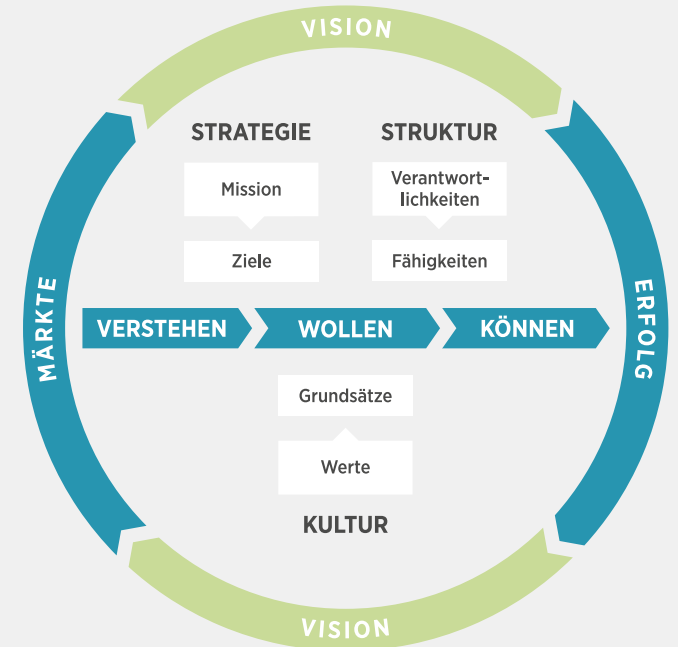 VISION
STRATEGIE
STRUKTUR
Mission
Verantwort-
lichkeiten
Ziele
Fähigkeiten
MÄRKTE
VERSTEHEN
WOLLEN
KÖNNEN
ERFOLG
Grundsätze
Werte
KULTUR
VISION